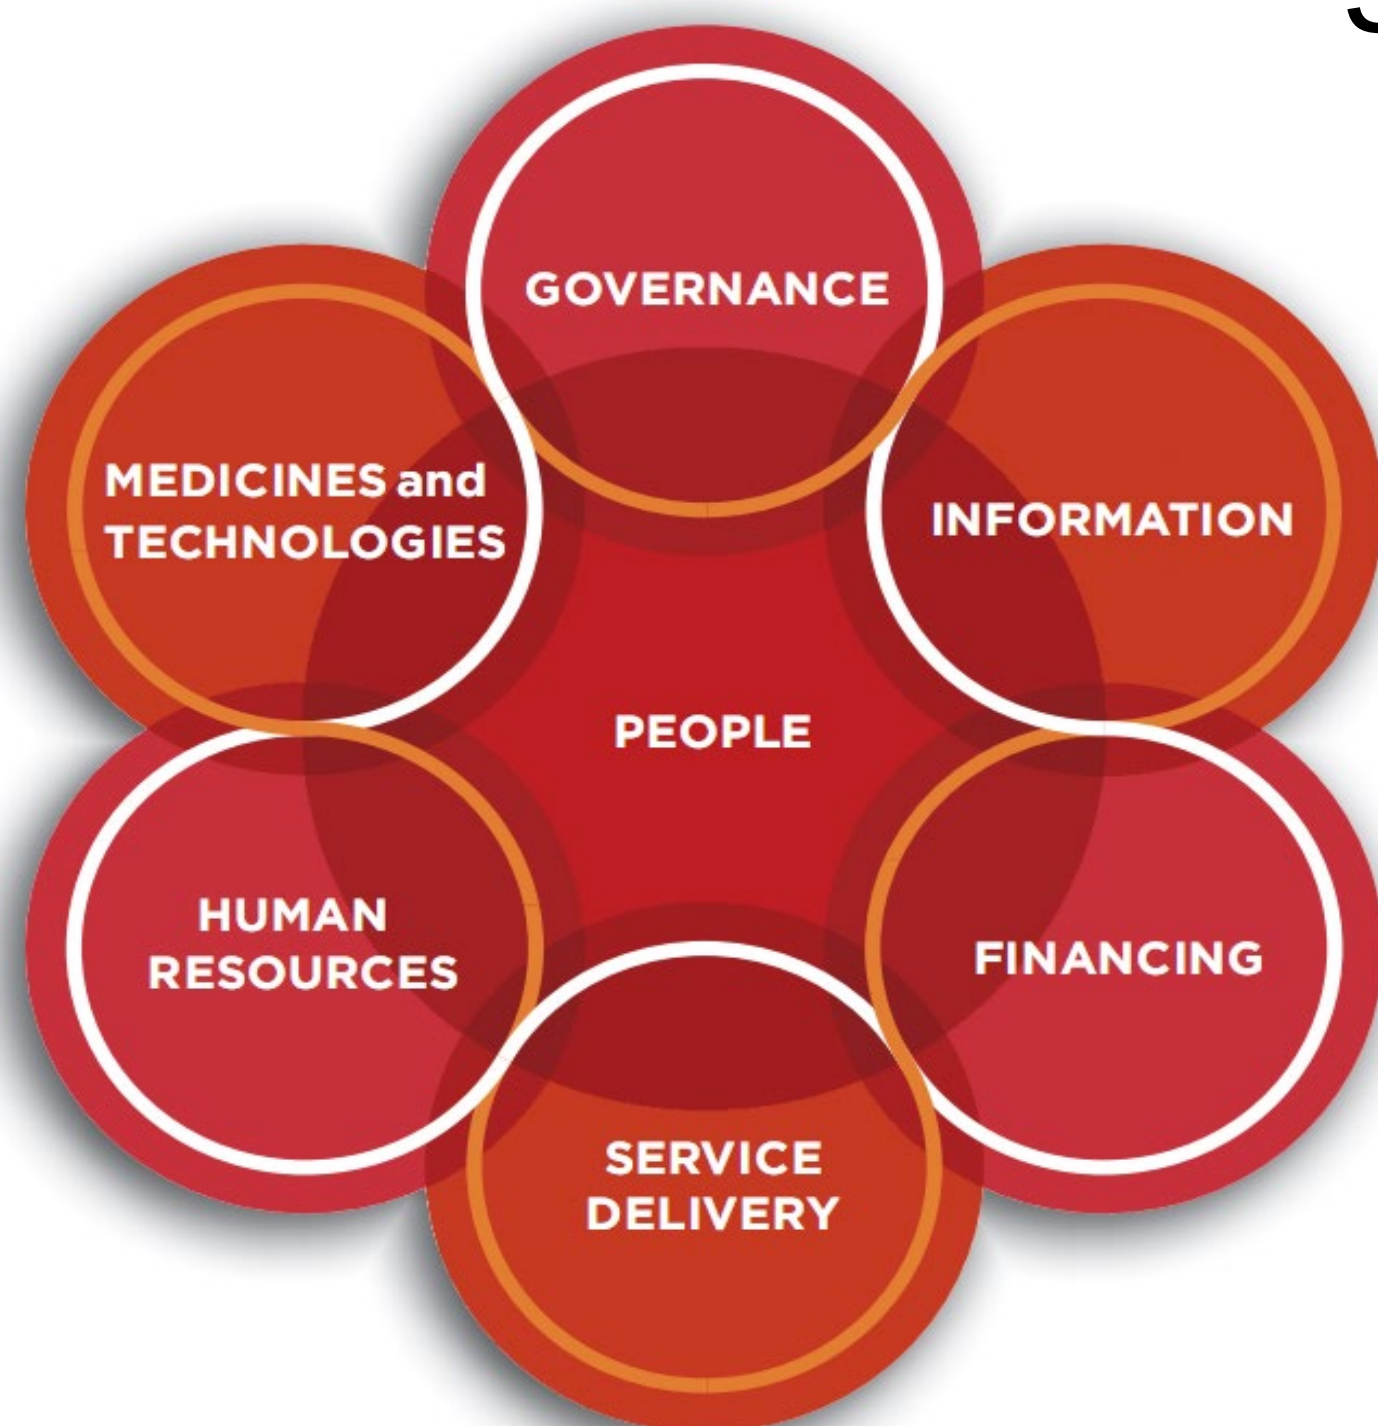 GOVERNANCE
MEDICINES and
TECHNOLOGIES
INFORMATION
PEOPLE
HUMAN
RESOURCES
FINANCING
SERVICE
DELIVERY